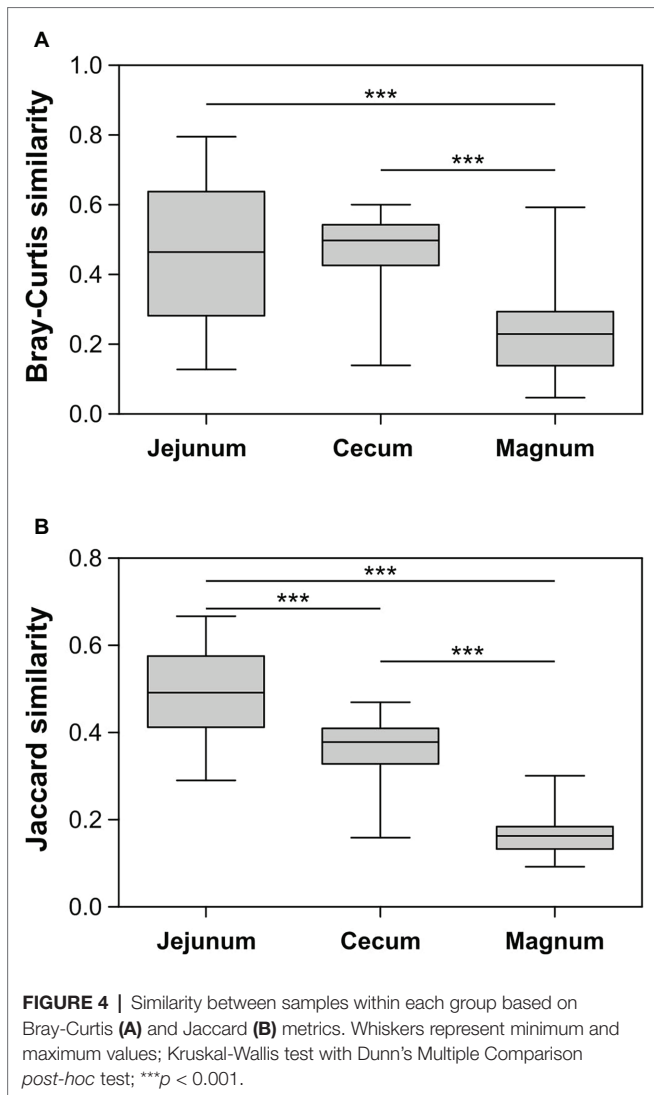 A
Bray-Curtis similarity
1.0
0.8
0.6
0.4
0.2
0.0
***
***
Jejunum Cecum Magnum
B
Jaccard similarity
0.8
0.6
0.4
0.2
0.0
***
***
***
Jejunum Cecum Magnum
FIGURE 4 | Similarity between samples within each group based on
Bray-Curtis (A) and Jaccard (B) metrics. Whiskers represent minimum and
maximum values; Kruskal-Wallis test with Dunn’s Multiple Comparison
post-hoc test; ***p < 0.001.